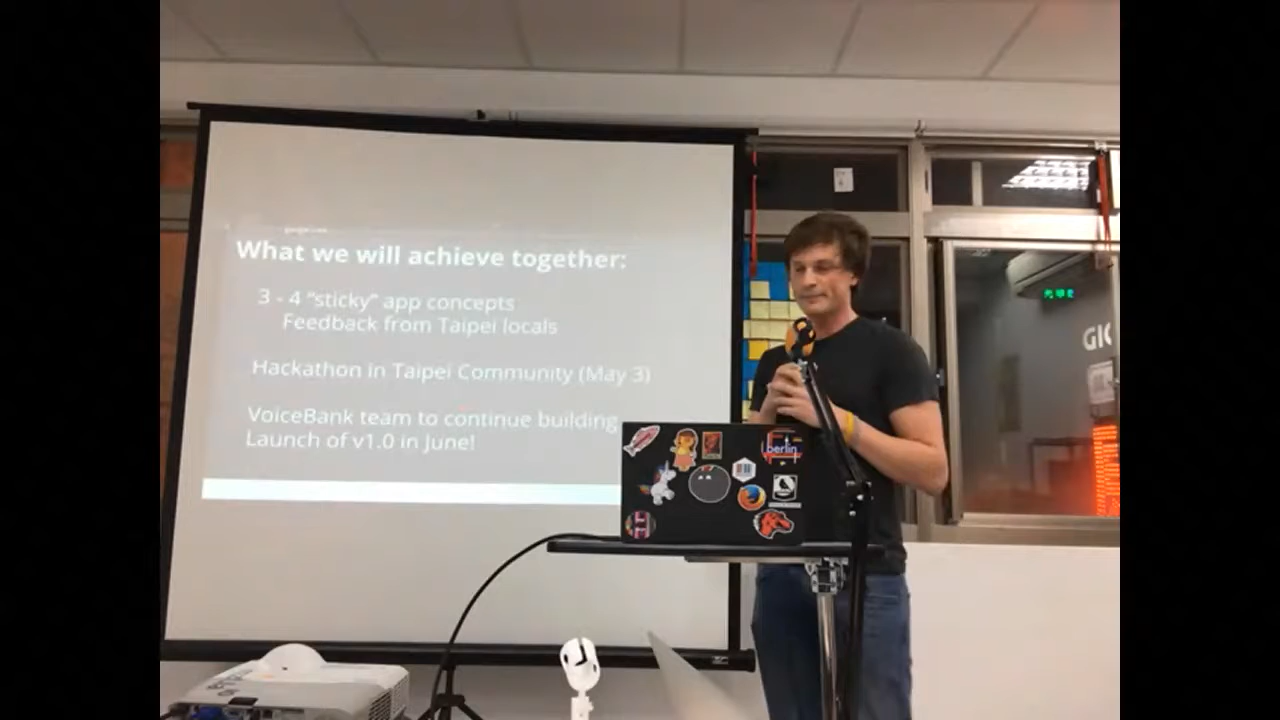 What we will achieve together:
3 - 4 "sticky" app concepts
Feedback from Taipei locals
Hackathon in Taipei Community (May 3)
VoiceBank team to continue building
Launch of v1.0 in June!
berlin